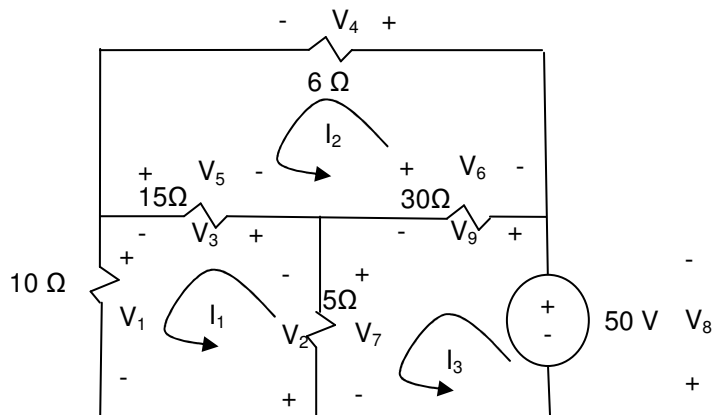 - V₄ +
6 Ω
I₂
+ V₅ - + V₆ -
15Ω 30Ω
- V₃ + - V₉ +
10 Ω + - + -
5Ω +
V₁ I₁ V₂ V₇ 50 V V₈
- I₃
- + - +